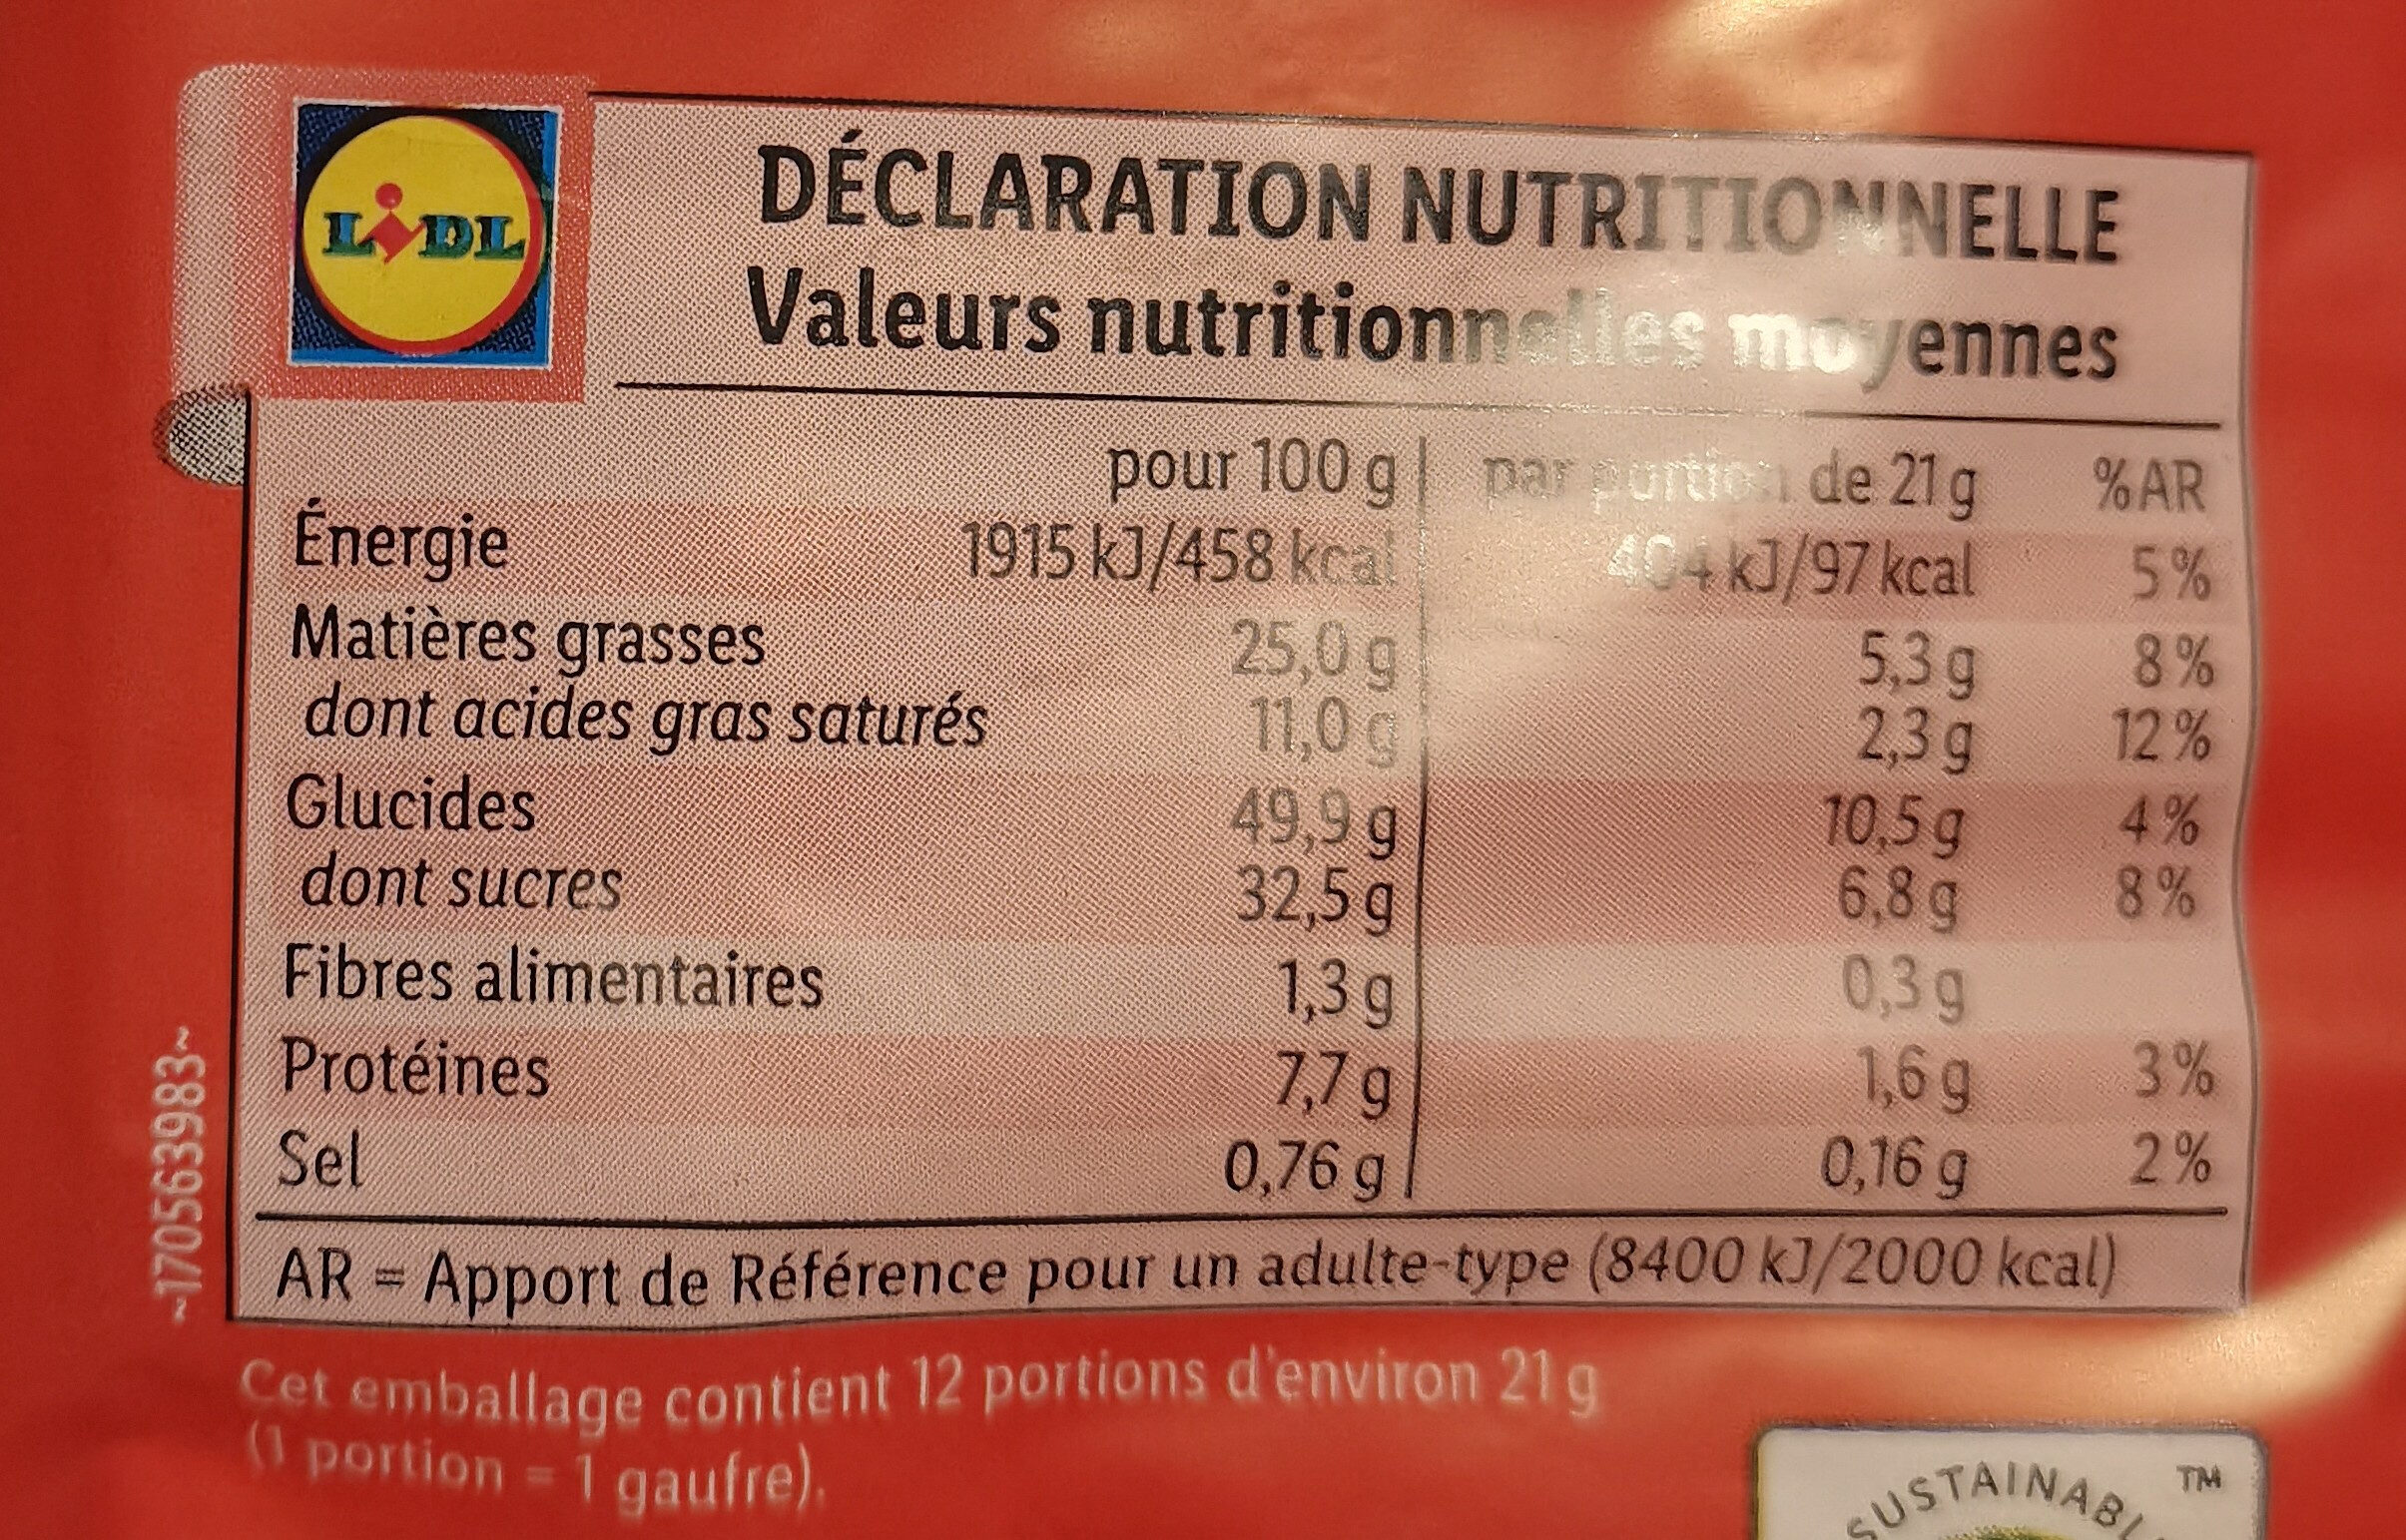 LIDL
DÉCLARATION NUTRITIONNELLE
Valeurs nutritionnelles moyennes
pour 100 g par portion de 21 g %AR
Énergie 1915 kJ/458 kcal 404 kJ/97 kcal 5 %
Matières grasses 25,0 g 5,3 g 8 %
dont acides gras saturés 11,0 g 2,3 g 12 %
Glucides 49,9 g 10,5 g 4 %
dont sucres 32,5 g 6,8 g 8 %
Fibres alimentaires 1,3 g 0,3 g
Protéines 7,7 g 1,6 g 3 %
Sel 0,76 g 0,16 g 2 %
AR = Apport de Référence pour un adulte-type (8400 kJ/2000 kcal)
~1705639983~
Cet emballage contient 12 portions d'environ 21 g
(1 portion = 1 gaufre).
TM